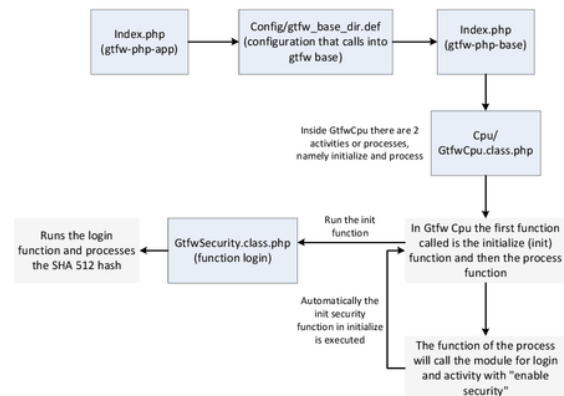 Index.php
(gtfw-php-app)
Config/gtfw_base_dir.def
(configuration that calls into
gtfw base)
Index.php
(gtfw-php-base)
Inside GtfwCpu there are 2
activities or processes,
namely initialize and process
Cpu/
GtfwCpu.class.php
Runs the login
function and processes
the SHA 512 hash
GtfwSecurity.class.php
(function login)
Run the init
function
In Gtfw Cpu the first function
called is the initialize (init)
function and then the process
function
Automatically the
init security
function in initialize
is executed
The function of the process
will call the module for login
and activity with "enable
security"